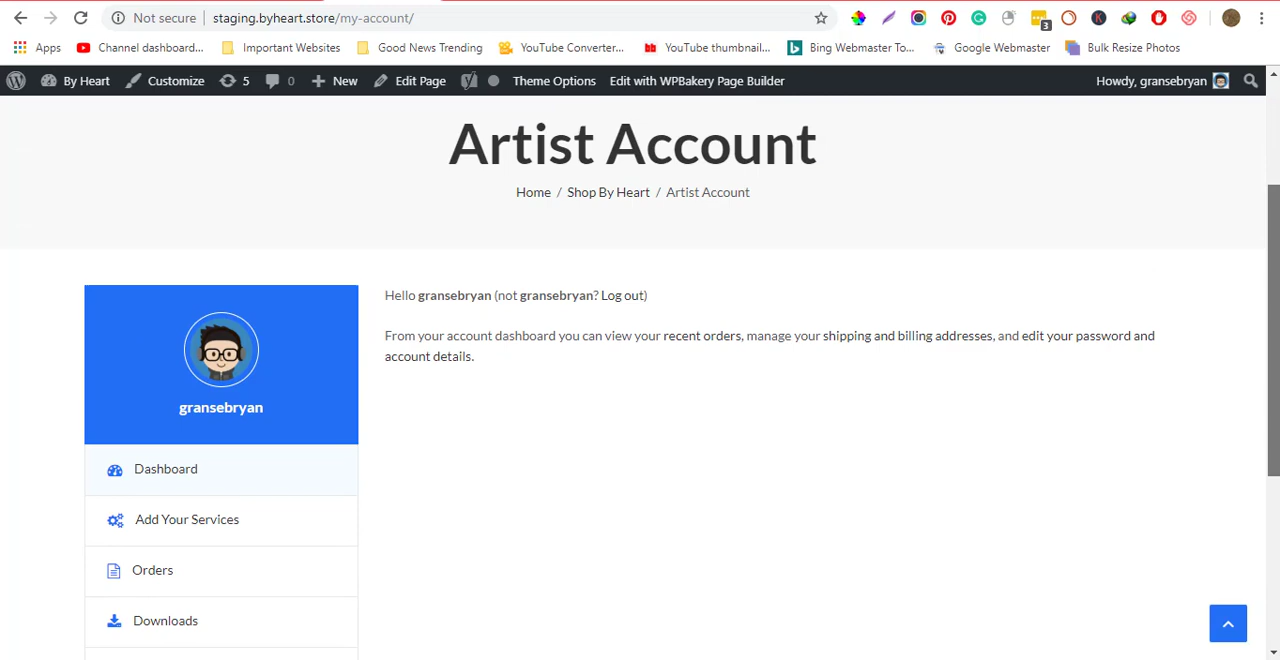 Not secure staging.byheart.store/my-account/
3
Apps Channel dashboard... Important Websites Good News Trending YouTube Converter... YouTube thumbnail... Bing Webmaster To... Google Webmaster Bulk Resize Photos
By Heart Customize 5 0 New Edit Page Theme Options Edit with WPBakery Page Builder Howdy, gransebryan
Artist Account
Home / Shop By Heart / Artist Account
Hello gransebryan (not gransebryan? Log out)
From your account dashboard you can view your recent orders, manage your shipping and billing addresses, and edit your password and
account details.
gransebryan
Dashboard
Add Your Services
Orders
Downloads